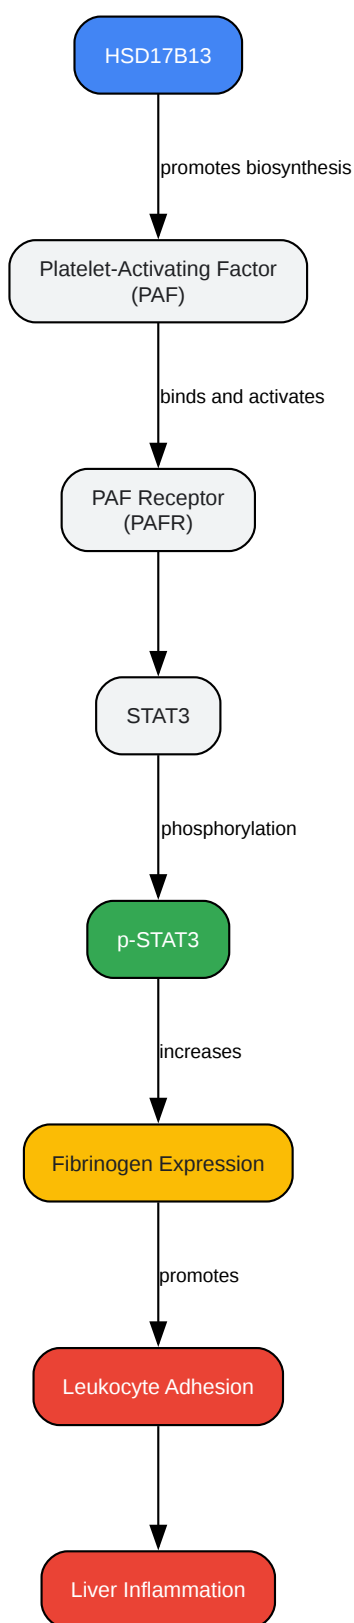 HSD17B13
promotes biosynthesis
Platelet-Activating Factor
(PAF)
binds and activates
PAF Receptor
(PAFR)
STAT3
phosphorylation
p-STAT3
increases
Fibrinogen Expression
promotes
Leukocyte Adhesion
Liver Inflammation